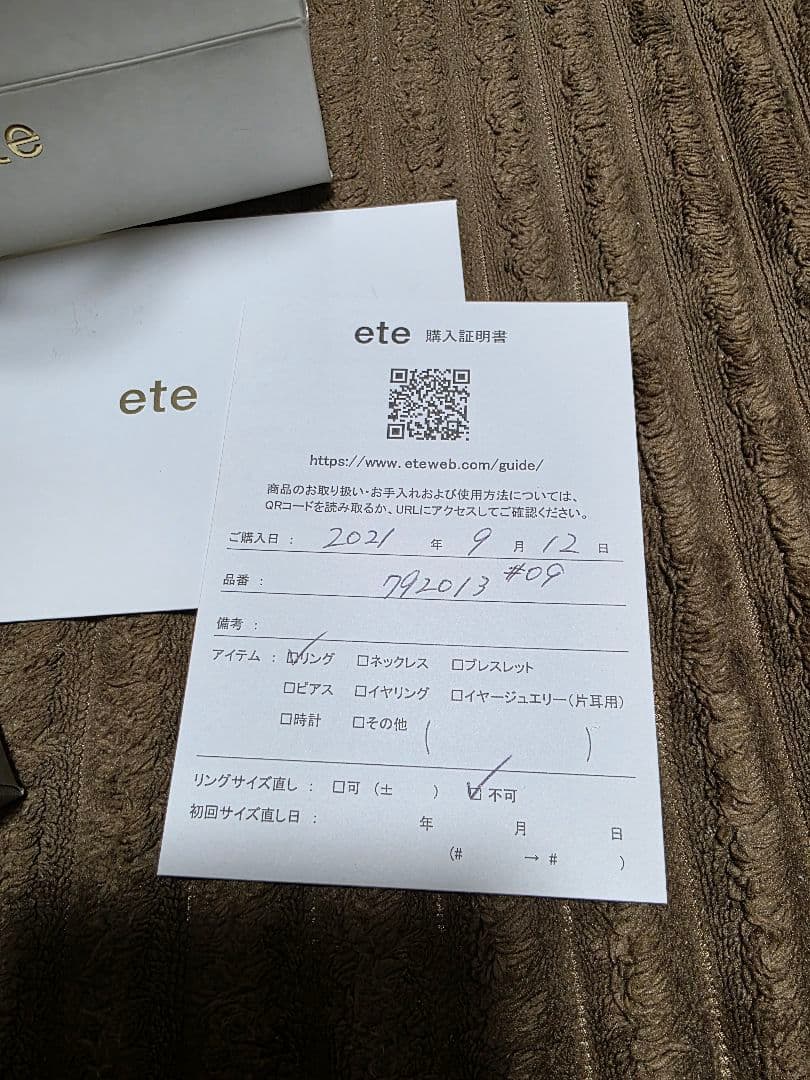 ete
ete 購入証明書
https://www.eteweb.com/guide/
商品のお取り扱い・お手入れおよび使用方法については、
QRコードを読み取るか、URLにアクセスしてご確認ください。
ご購入日 : 2021 年 9 月 12 日
品番 : 792013 #09
備考 :
アイテム : ☑リング □ネックレス □ブレスレット
□ピアス □イヤリング □イヤージュエリー(片耳用)
□時計 □その他 ( )
リングサイズ直し : □可 (± ) ☑不可
初回サイズ直し日 : 年 月 日
(# → # )